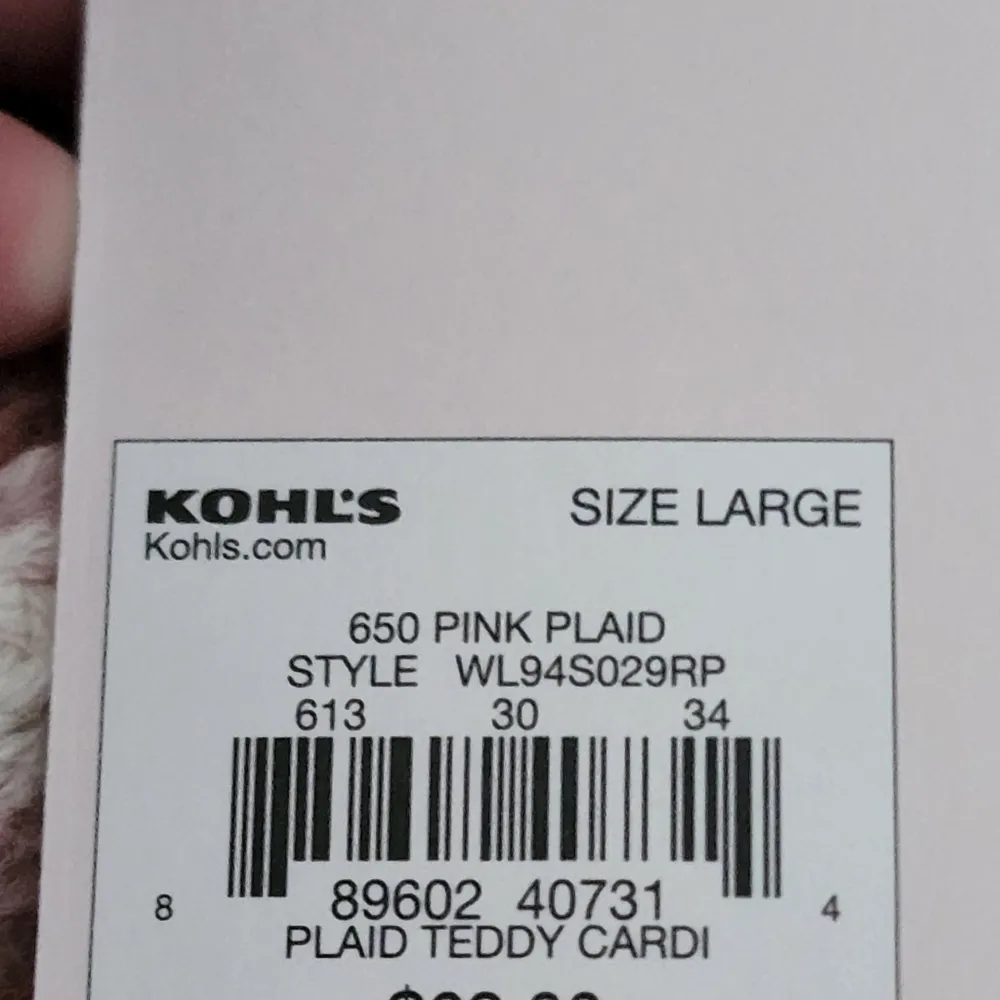 KOHL'S SIZE LARGE
Kohls.com
650 PINK PLAID
STYLE WL94S029RP
613 30 34
8 89602 40731 4
PLAID TEDDY CARDI